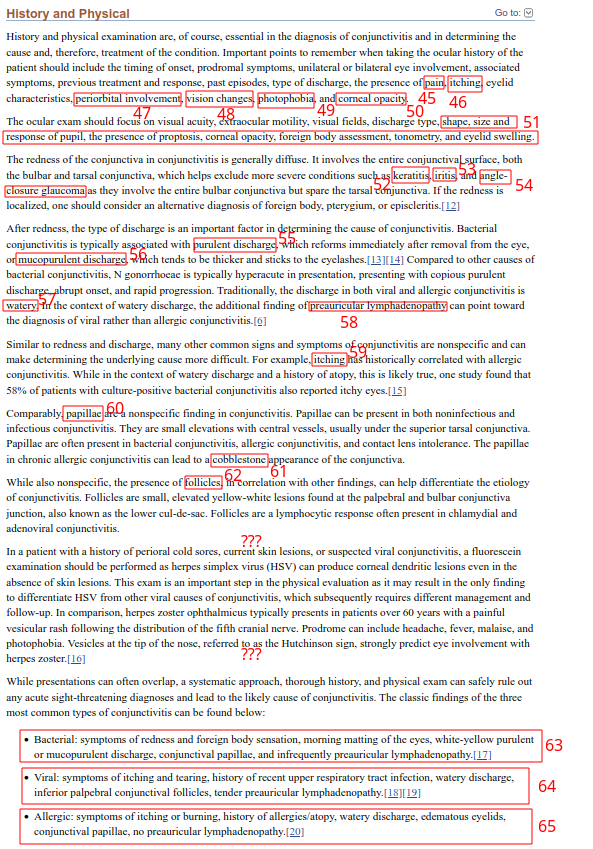 History and Physical
Go to:
History and physical examination are, of course, essential in the diagnosis of conjunctivitis and in determining the
cause and, therefore, treatment of the condition. Important points to remember when taking the ocular history of the
patient should include the timing of onset, prodromal symptoms, unilateral or bilateral eye involvement, associated
symptoms, previous treatment and response, past episodes, type of discharge, the presence of pain, itching, eyelid
characteristics, periorbital involvement, vision changes, photophobia, and corneal opacity.
45
46
47
48
49
50
The ocular exam should focus on visual acuity, extraocular motility, visual fields, discharge type, shape, size and
51
response of pupil, the presence of proptosis, corneal opacity, foreign body assessment, tonometry, and eyelid swelling.
The redness of the conjunctiva in conjunctivitis is generally diffuse. It involves the entire conjunctival surface, both
the bulbar and tarsal conjunctiva, which helps exclude more severe conditions such as keratitis, iritis, and angle-
52
53
54
closure glaucoma as they involve the entire bulbar conjunctiva but spare the tarsal conjunctiva. If the redness is
localized, one should consider an alternative diagnosis of foreign body, pterygium, or episcleritis.[12]
After redness, the type of discharge is an important factor in determining the cause of conjunctivitis. Bacterial
conjunctivitis is typically associated with purulent discharge, which reforms immediately after removal from the eye,
55
or mucopurulent discharge, which tends to be thicker and sticks to the eyelashes.[13][14] Compared to other causes of
56
bacterial conjunctivitis, N gonorrhoeae is typically hyperacute in presentation, presenting with copious purulent
discharge, abrupt onset, and rapid progression. Traditionally, the discharge in both viral and allergic conjunctivitis is
57
watery. In the context of watery discharge, the additional finding of preauricular lymphadenopathy can point toward
the diagnosis of viral rather than allergic conjunctivitis.[6]
58
Similar to redness and discharge, many other common signs and symptoms of conjunctivitis are nonspecific and can
make determining the underlying cause more difficult. For example, itching has historically correlated with allergic
59
conjunctivitis. While in the context of watery discharge and a history of atopy, this is likely true, one study found that
58% of patients with culture-positive bacterial conjunctivitis also reported itchy eyes.[15]
Comparably, papillae are a nonspecific finding in conjunctivitis. Papillae can be present in both noninfectious and
60
infectious conjunctivitis. They are small elevations with central vessels, usually under the superior tarsal conjunctiva.
Papillae are often present in bacterial conjunctivitis, allergic conjunctivitis, and contact lens intolerance. The papillae
in chronic allergic conjunctivitis can lead to a cobblestone appearance of the conjunctiva.
61
While also nonspecific, the presence of follicles, in correlation with other findings, can help differentiate the etiology
62
of conjunctivitis. Follicles are small, elevated yellow-white lesions found at the palpebral and bulbar conjunctiva
junction, also known as the lower cul-de-sac. Follicles are a lymphocytic response often present in chlamydial and
adenoviral conjunctivitis.
???
In a patient with a history of perioral cold sores, current skin lesions, or suspected viral conjunctivitis, a fluorescein
examination should be performed as herpes simplex virus (HSV) can produce corneal dendritic lesions even in the
absence of skin lesions. This exam is an important step in the physical evaluation as it may result in the only finding
to differentiate HSV from other viral causes of conjunctivitis, which subsequently requires different management and
follow-up. In comparison, herpes zoster ophthalmicus typically presents in patients over 60 years with a painful
vesicular rash following the distribution of the fifth cranial nerve. Prodrome can include headache, fever, malaise, and
photophobia. Vesicles at the tip of the nose, referred to as the Hutchinson sign, strongly predict eye involvement with
herpes zoster.[16]
???
While presentations can often overlap, a systematic approach, thorough history, and physical exam can safely rule out
any acute sight-threatening diagnoses and lead to the likely cause of conjunctivitis. The classic findings of the three
most common types of conjunctivitis can be found below:
• Bacterial: symptoms of redness and foreign body sensation, morning matting of the eyes, white-yellow purulent
or mucopurulent discharge, conjunctival papillae, and infrequently preauricular lymphadenopathy.[17]
63
• Viral: symptoms of itching and tearing, history of recent upper respiratory tract infection, watery discharge,
inferior palpebral conjunctival follicles, tender preauricular lymphadenopathy.[18][19]
64
• Allergic: symptoms of itching or burning, history of allergies/atopy, watery discharge, edematous eyelids,
conjunctival papillae, no preauricular lymphadenopathy.[20]
65